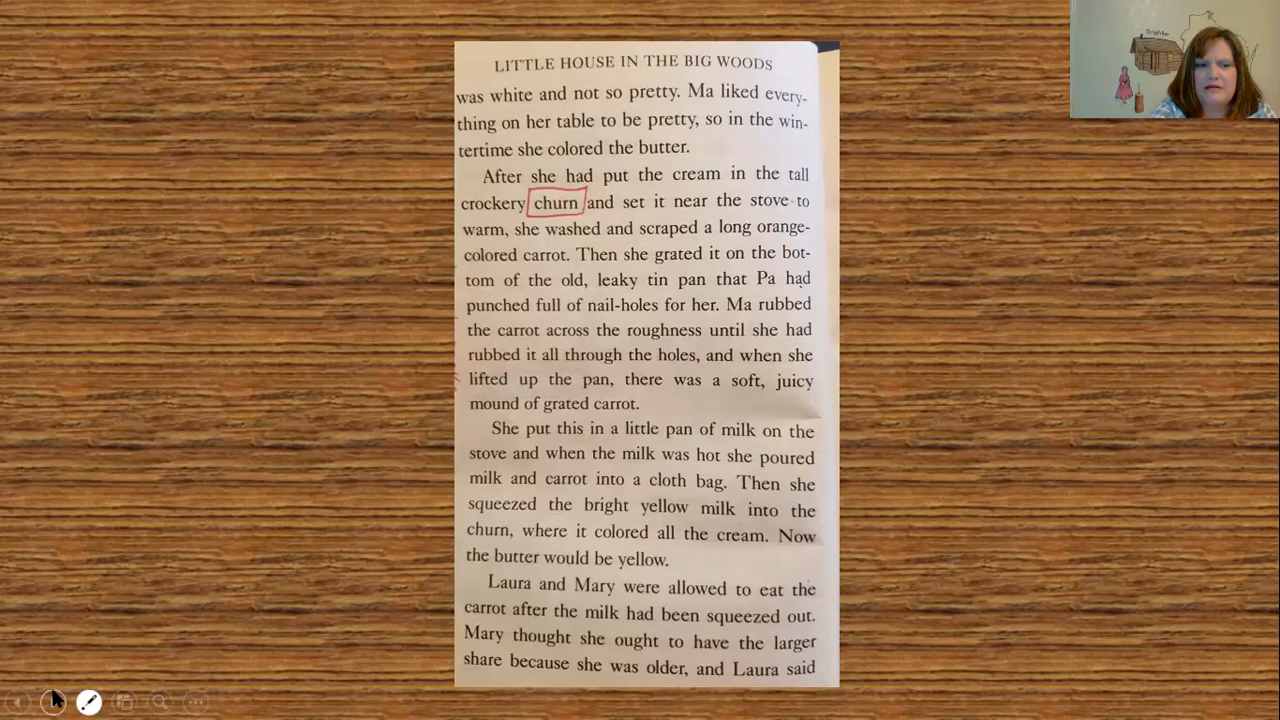 LITTLE HOUSE IN THE BIG WOODS
was white and not so pretty. Ma liked every-
thing on her table to be pretty, so in the win-
tertime she colored the butter.
After she had put the cream in the tall
crockery churn and set it near the stove to
warm, she washed and scraped a long orange-
colored carrot. Then she grated it on the bot-
tom of the old, leaky tin pan that Pa had
punched full of nail-holes for her. Ma rubbed
the carrot across the roughness until she had
rubbed it all through the holes, and when she
lifted up the pan, there was a soft, juicy
mound of grated carrot.
She put this in a little pan of milk on the
stove and when the milk was hot she poured
milk and carrot into a cloth bag. Then she
squeezed the bright yellow milk into the
churn, where it colored all the cream. Now
the butter would be yellow.
Laura and Mary were allowed to eat the
carrot after the milk had been squeezed out.
Mary thought she ought to have the larger
share because she was older, and Laura said